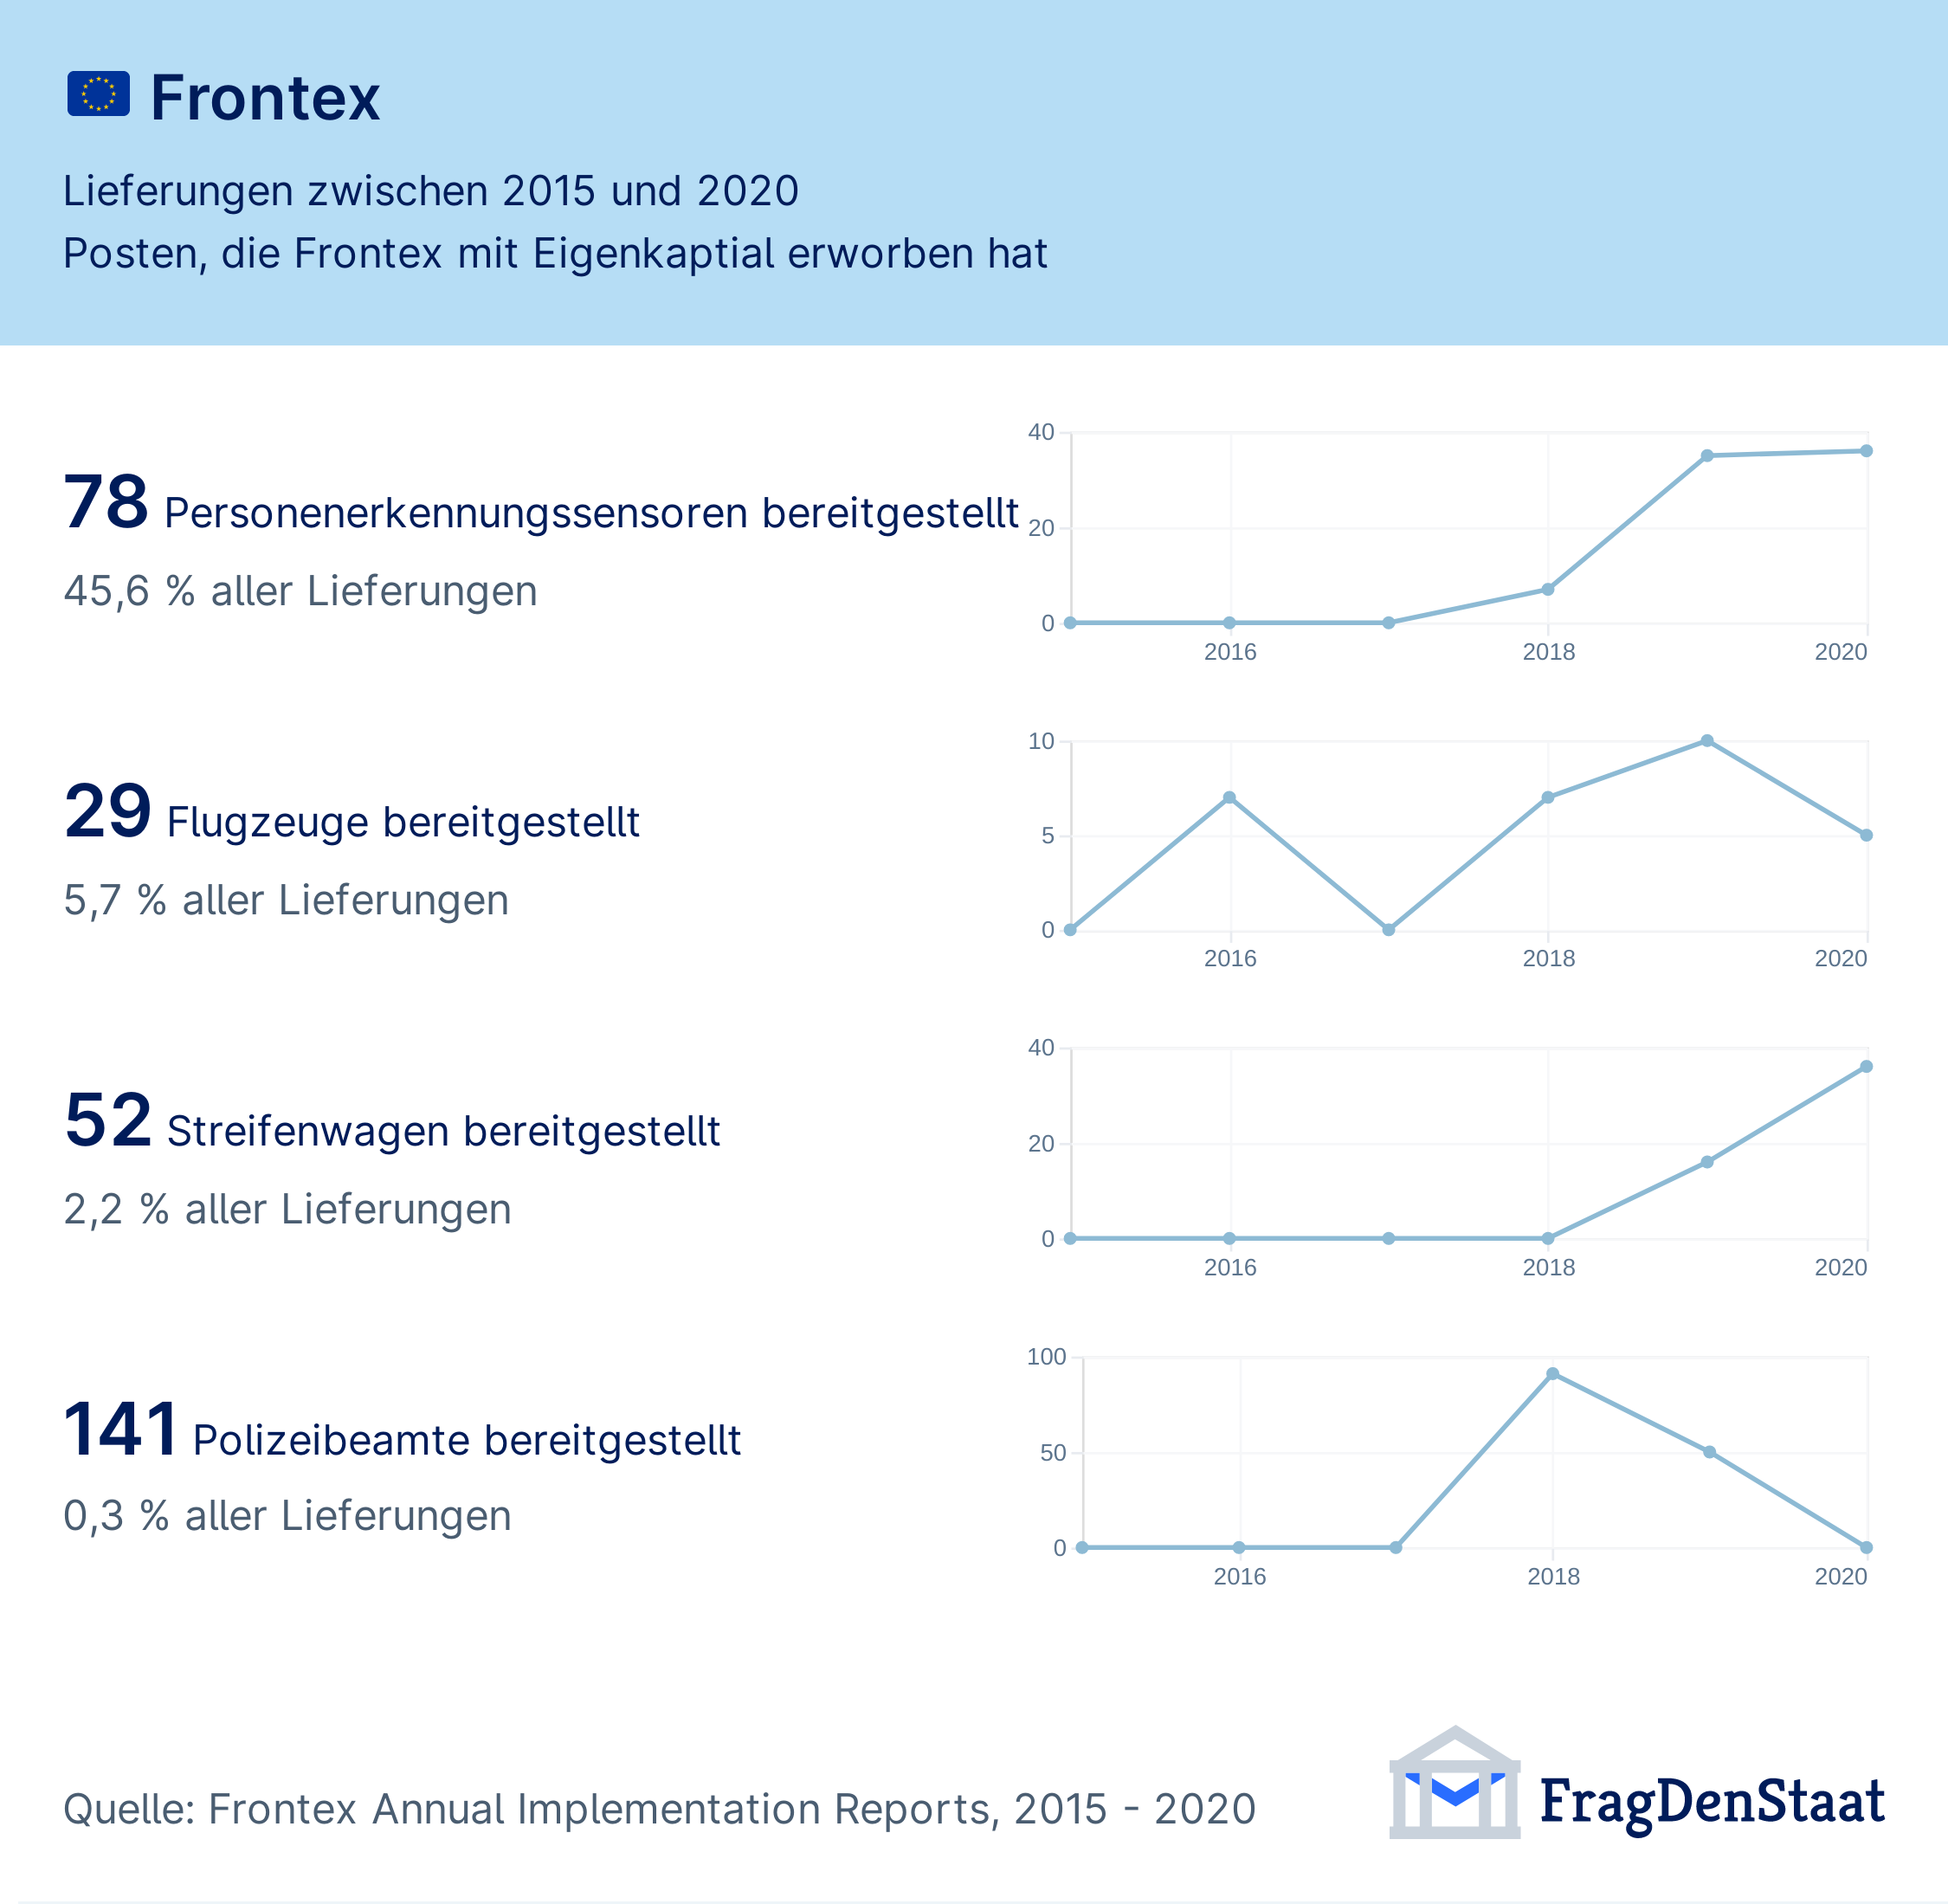 Frontex
Lieferungen zwischen 2015 und 2020
Posten, die Frontex mit Eigenkaptial erworben hat
78 Personenerkennungssensoren bereitgestellt
45,6 % aller Lieferungen
40
20
0
2016 2018 2020
29 Flugzeuge bereitgestellt
5,7 % aller Lieferungen
10
5
0
2016 2018 2020
52 Streifenwagen bereitgestellt
2,2 % aller Lieferungen
40
20
0
2016 2018 2020
141 Polizeibeamte bereitgestellt
0,3 % aller Lieferungen
100
50
0
2016 2018 2020
Quelle: Frontex Annual Implementation Reports, 2015 - 2020
FragDenStaat